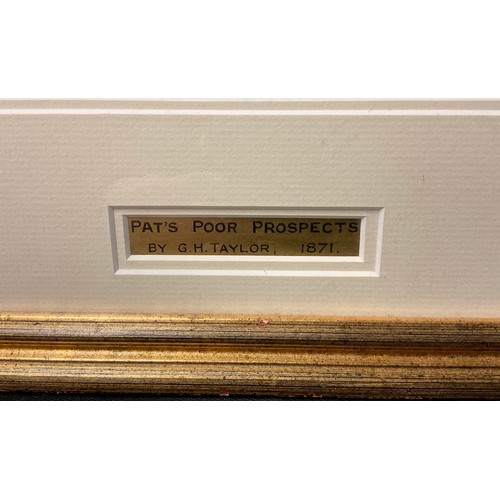 PAT'S POOR PROSPECTS
BY G.H. TAYLOR, 1871.